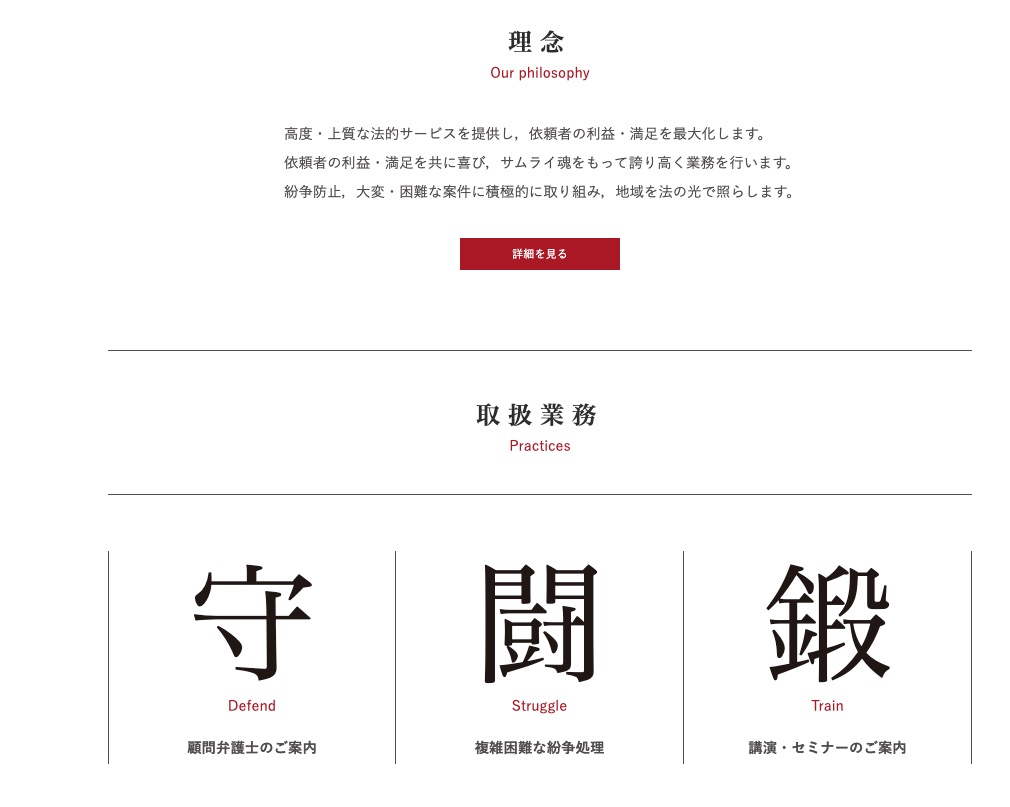 理念
Our philosophy
高度・上質な法的サービスを提供し，依頼者の利益・満足を最大化します。
依頼者の利益・満足を共に喜び，サムライ魂をもって誇り高く業務を行います。
紛争防止，大変・困難な案件に積極的に取り組み，地域を法の光で照らします。
詳細を見る
取扱業務
Practices
守
Defend
顧問弁護士のご案内
闘
Struggle
複雑困難な紛争処理
鍛
Train
講演・セミナーのご案内